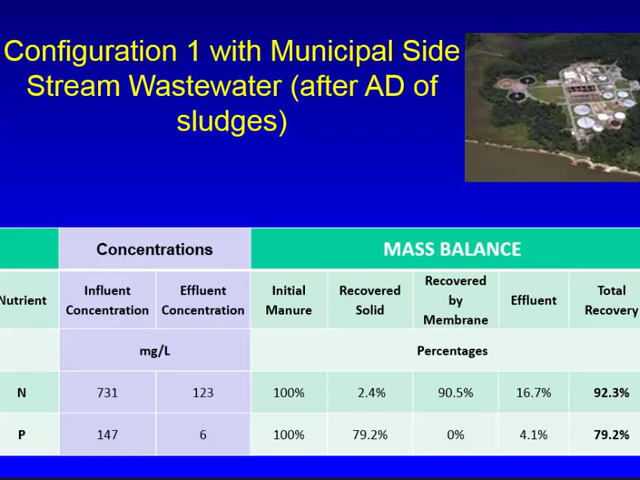 Configuration 1 with Municipal Side
Stream Wastewater (after AD of
sludges)
Concentrations MASS BALANCE
Nutrient Influent Concentration Effluent Concentration Initial Manure Recovered Solid Recovered by Membrane Effluent Total Recovery
mg/L Percentages
N 731 123 100% 2.4% 90.5% 16.7% 92.3%
P 147 6 100% 79.2% 0% 4.1% 79.2%